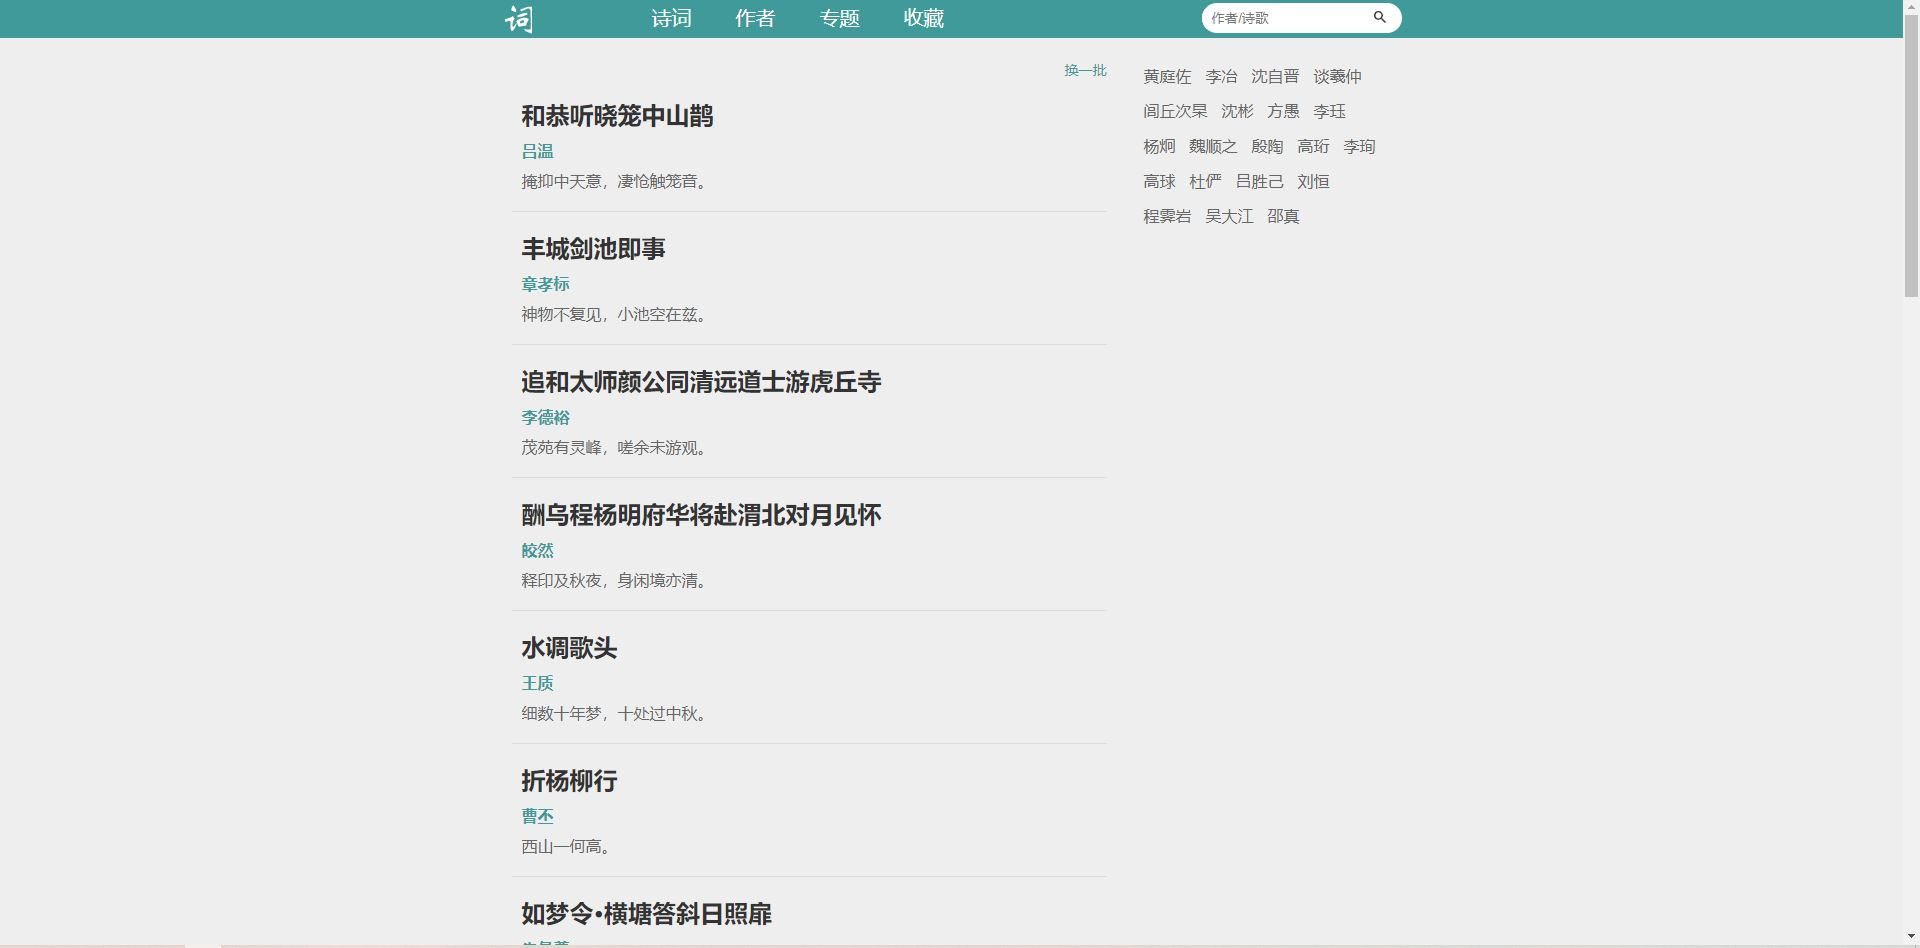 词
诗词 作者 专题 收藏
作者/诗歌
换一批
和恭听晓笼中山鹊
吕温
掩抑中天意，凄怆触笼音。
丰城剑池即事
章孝标
神物不复见，小池空在兹。
追和太师颜公同清远道士游虎丘寺
李德裕
茂苑有灵峰，嗟余未游观。
酬乌程杨明府华将赴渭北对月见怀
皎然
释印及秋夜，身闲境亦清。
水调歌头
王质
细数十年梦，十处过中秋。
折杨柳行
曹丕
西山一何高。
如梦令•横塘答斜日照扉
黄庭佐 李冶 沈自晋 谈羲仲
闾丘次杲 沈彬 方愚 李珏
杨炯 魏顺之 殷陶 高珩 李珣
高球 杜俨 吕胜己 刘恒
程霁岩 吴大江 邵真